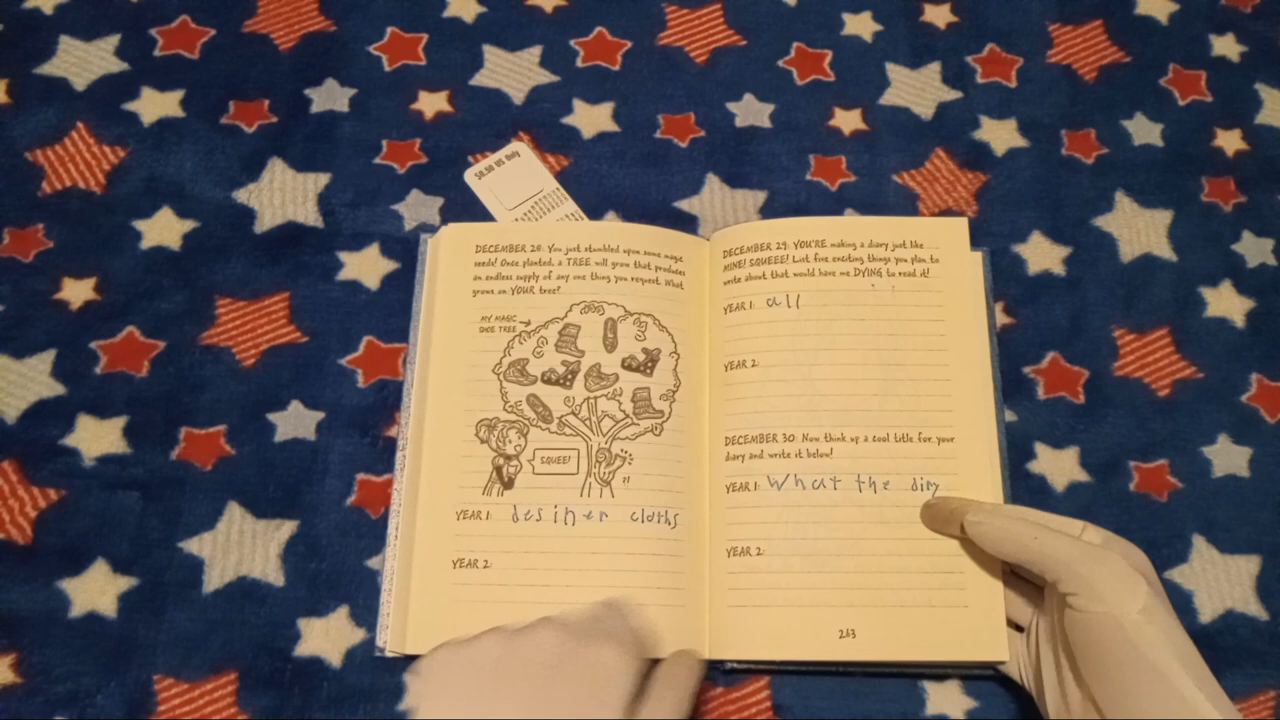 $8.50 US Only
DECEMBER 28: You just stumbled upon some magic
seeds! Once planted, a TREE will grow that produces
an endless supply of any one thing you request. What
grows on YOUR tree?
MY MAGIC
SHOE TREE
SQUEE!
?!
YEAR 1: desiner cloths
YEAR 2:
DECEMBER 29: YOU'RE making a diary just like
MINE! SQUEEE! List five exciting things you plan to
write about that would have me DYING to read it!
YEAR 1: all
YEAR 2:
DECEMBER 30: Now think up a cool title for your
diary and write it below!
YEAR 1: What the
YEAR 2:
263